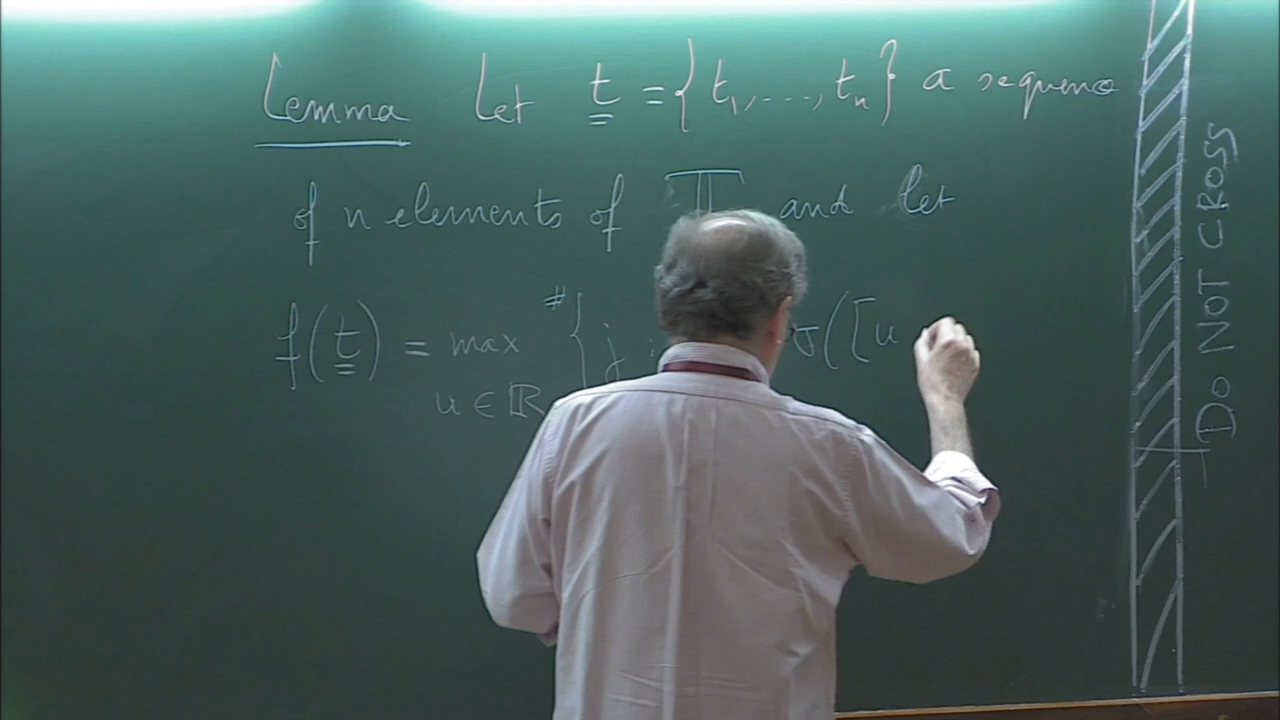 Lemma Let t = {t₁, ..., tₙ} a sequence
of n elements of 𝕋 and let
f(t) = max # { j : σ([u
u ∈ ℝ
DO NOT CROSS